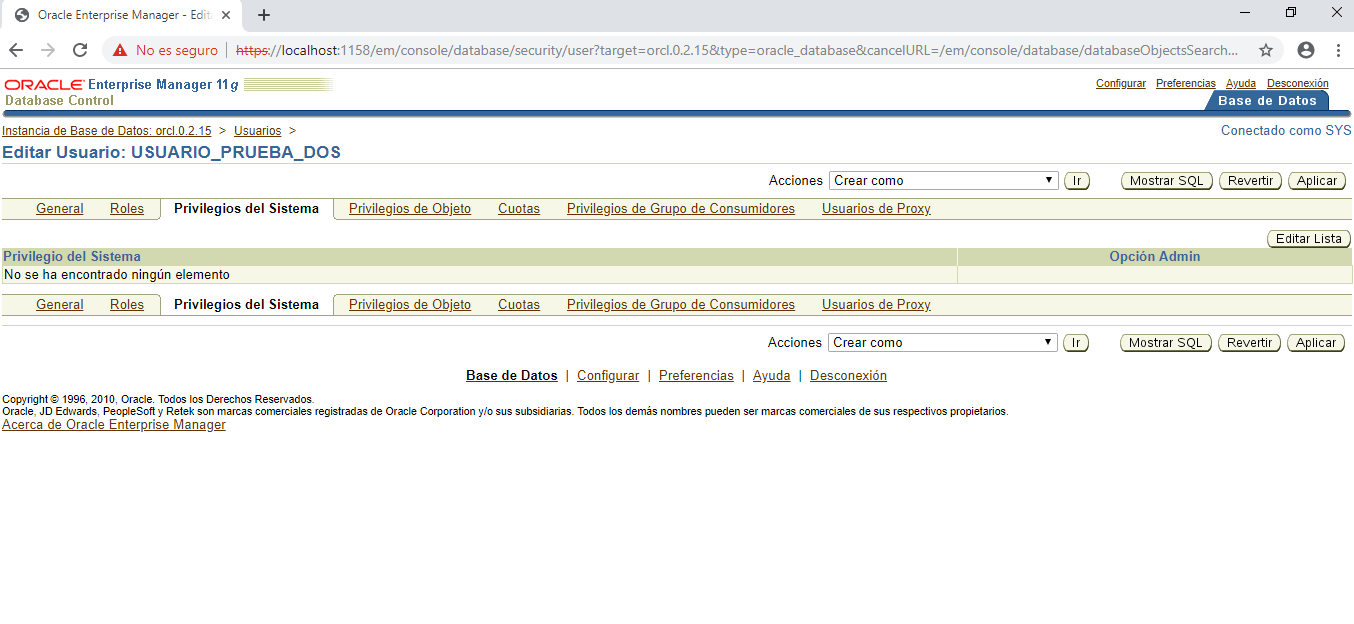 Oracle Enterprise Manager - Edit
No es seguro | https://localhost:1158/em/console/database/security/user?target=orcl.0.2.15&type=oracle_database&cancelURL=/em/console/database/databaseObjectsSearch...
ORACLE Enterprise Manager 11g
Database Control
Configurar Preferencias Ayuda Desconexión
Base de Datos
Instancia de Base de Datos: orcl.0.2.15 > Usuarios >
Conectado como SYS
Editar Usuario: USUARIO_PRUEBA_DOS
Acciones Crear como Ir Mostrar SQL Revertir Aplicar
General Roles Privilegios del Sistema Privilegios de Objeto Cuotas Privilegios de Grupo de Consumidores Usuarios de Proxy
Editar Lista
Privilegio del Sistema Opción Admin
No se ha encontrado ningún elemento
General Roles Privilegios del Sistema Privilegios de Objeto Cuotas Privilegios de Grupo de Consumidores Usuarios de Proxy
Acciones Crear como Ir Mostrar SQL Revertir Aplicar
Base de Datos | Configurar | Preferencias | Ayuda | Desconexión
Copyright © 1996, 2010, Oracle. Todos los Derechos Reservados.
Oracle, JD Edwards, PeopleSoft y Retek son marcas comerciales registradas de Oracle Corporation y/o sus subsidiarias. Todos los demás nombres pueden ser marcas comerciales de sus respectivos propietarios.
Acerca de Oracle Enterprise Manager